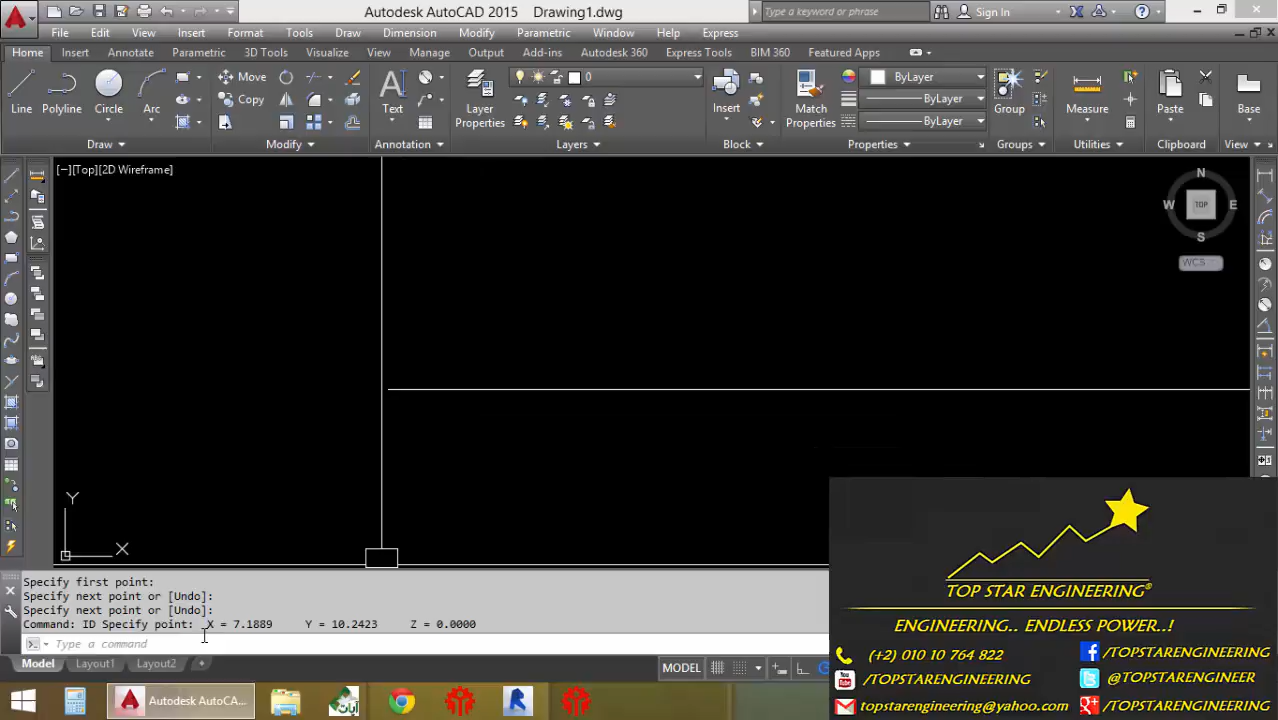 Autodesk AutoCAD 2015 Drawing1.dwg
Type a keyword or phrase
Sign In
File Edit View Insert Format Tools Draw Dimension Modify Parametric Window Help Express
Home Insert Annotate Parametric 3D Tools Visualize View Manage Output Add-ins Autodesk 360 Express Tools BIM 360 Featured Apps
Move
0
ByLayer
Copy
ByLayer
Line Polyline Circle Arc Text Layer Properties Insert Match Properties Group Measure Paste Base
ByLayer
Draw Modify Annotation Layers Block Properties Groups Utilities Clipboard View
[−][Top][2D Wireframe]
N
W TOP E
S
WCS
Y
X
Specify first point:
Specify next point or [Undo]:
Specify next point or [Undo]:
Command: ID Specify point: X = 7.1889 Y = 10.2423 Z = 0.0000
Type a command
Model Layout1 Layout2 +
MODEL
Autodesk AutoCA...
TOP STAR ENGINEERING®
ENGINEERING.. ENDLESS POWER..!
(+2) 010 10 764 822
/TOPSTARENGINEERING
/TOPSTARENGINEERING
@TOPSTARENGINEER
topstarengineering@yahoo.com
/TOPSTARENGINEERING